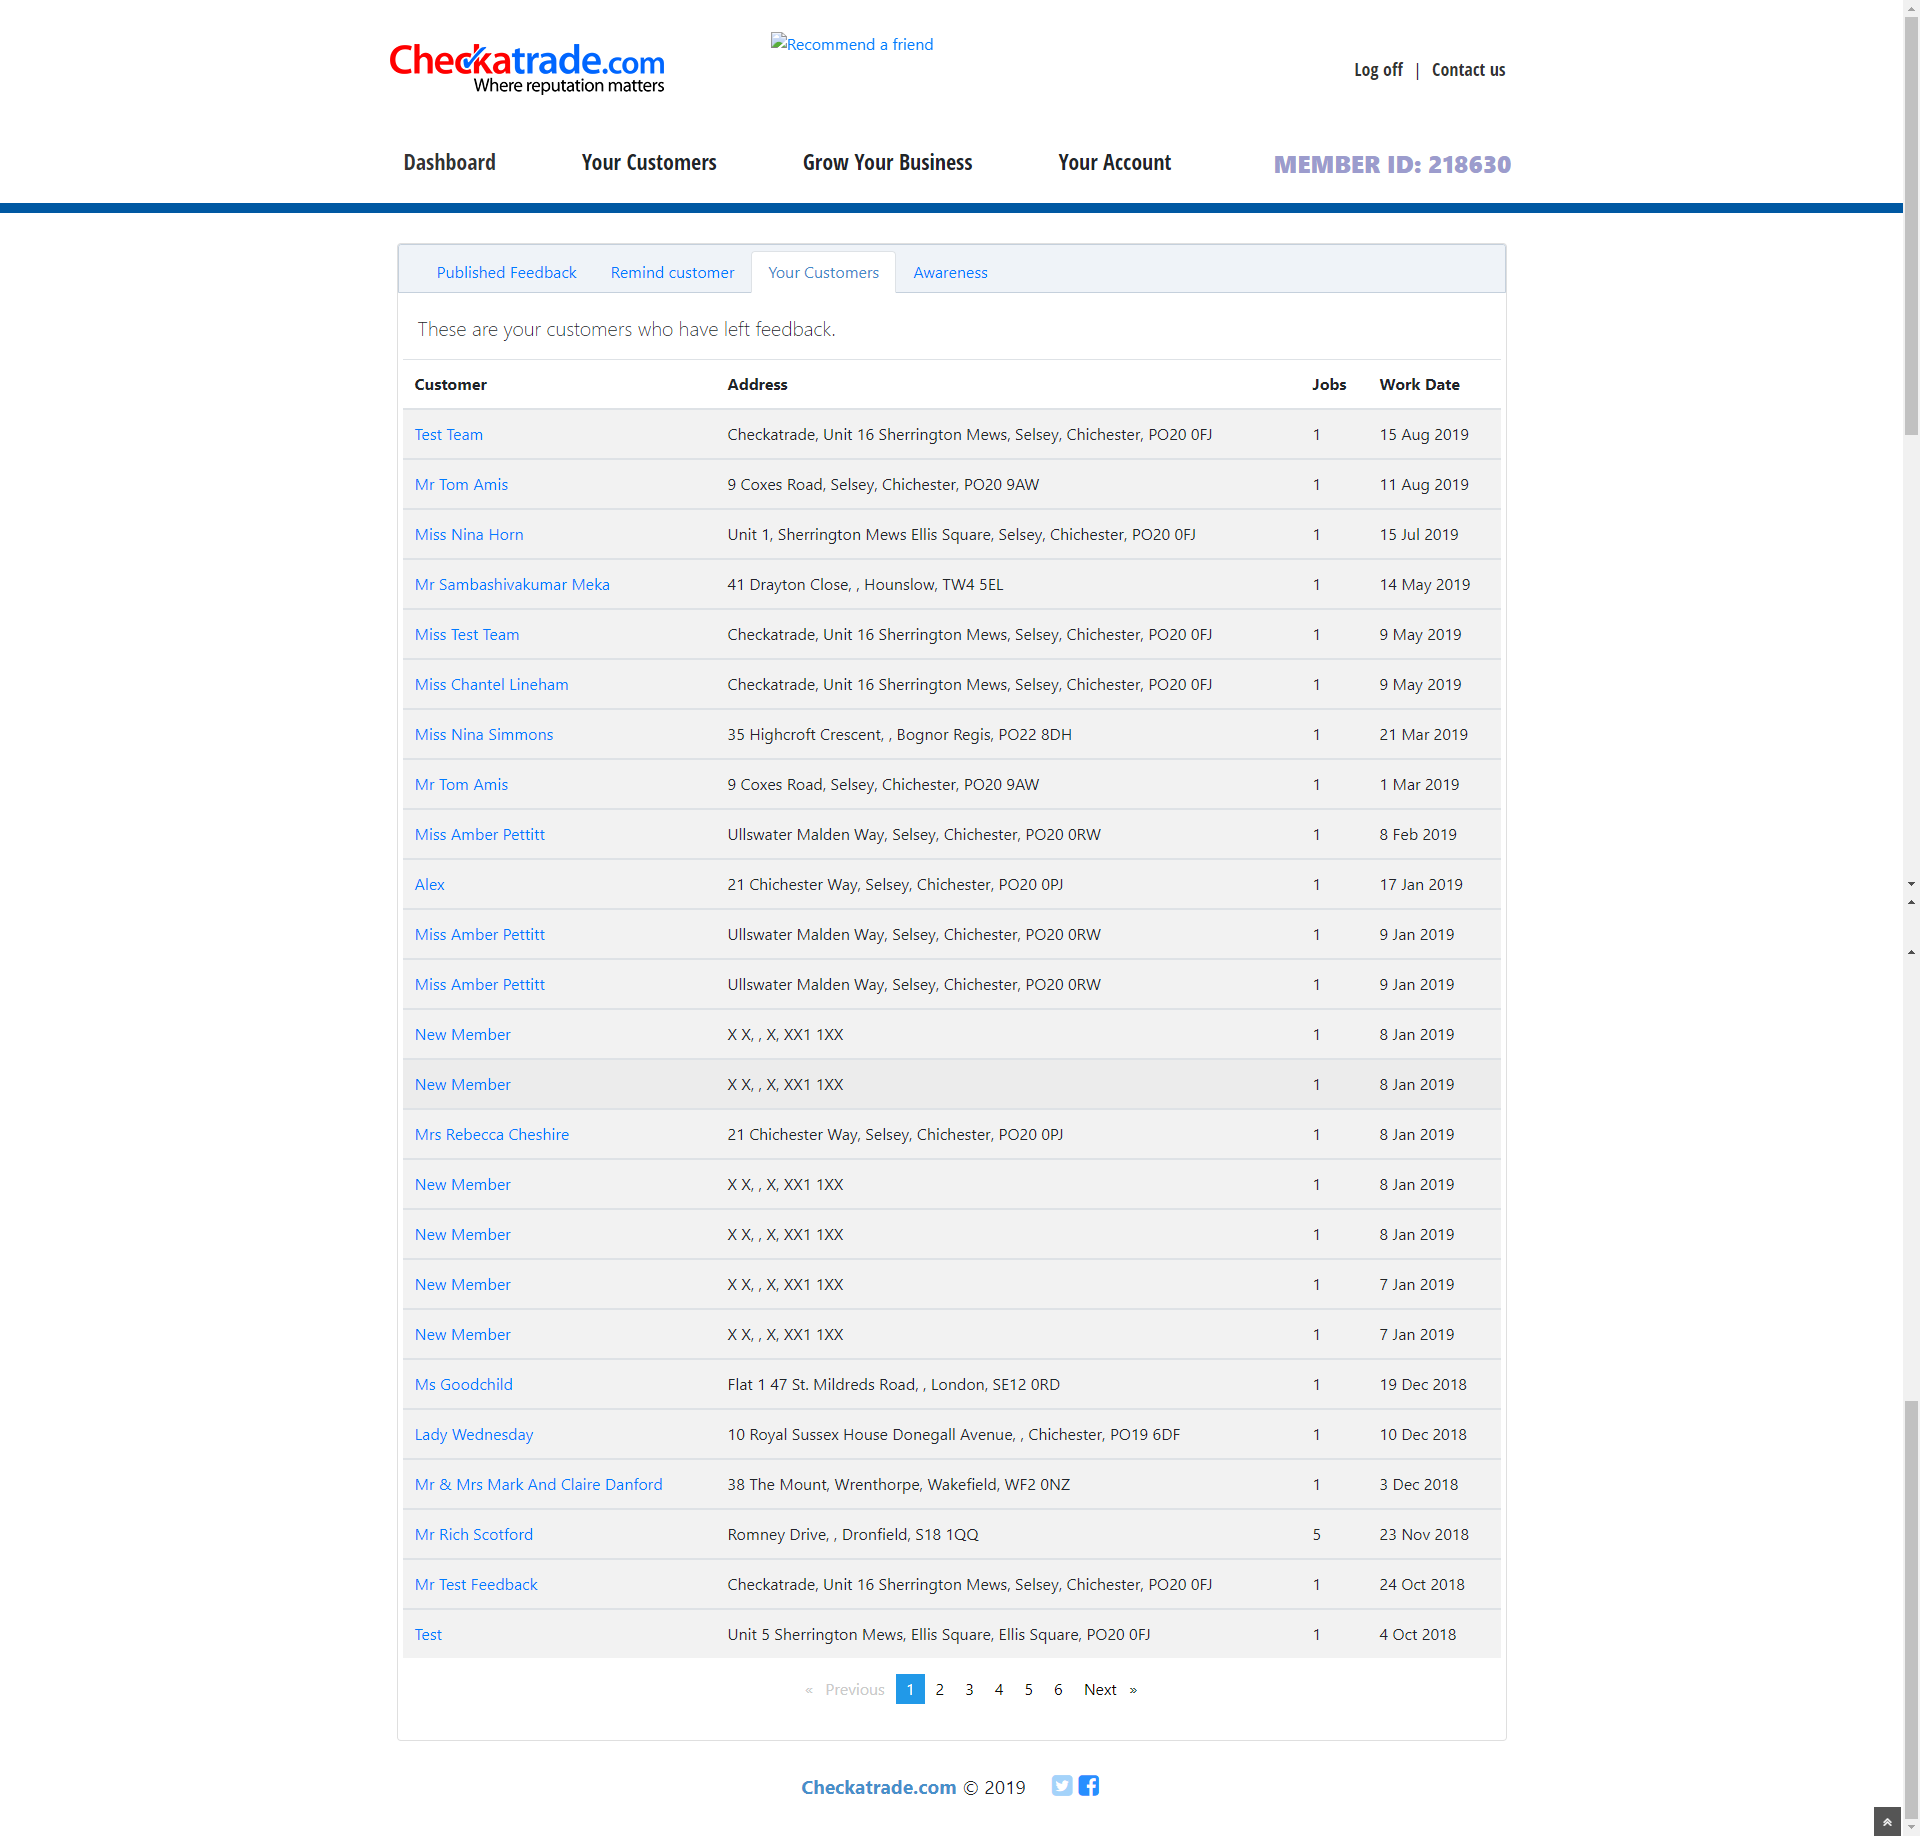 Checkatrade.com
Where reputation matters
Recommend a friend
Log off | Contact us
Dashboard Your Customers Grow Your Business Your Account MEMBER ID: 218630
Published Feedback Remind customer Your Customers Awareness
These are your customers who have left feedback.
Customer Address Jobs Work Date
Test Team Checkatrade, Unit 16 Sherrington Mews, Selsey, Chichester, PO20 0FJ 1 15 Aug 2019
Mr Tom Amis 9 Coxes Road, Selsey, Chichester, PO20 9AW 1 11 Aug 2019
Miss Nina Horn Unit 1, Sherrington Mews Ellis Square, Selsey, Chichester, PO20 0FJ 1 15 Jul 2019
Mr Sambashivakumar Meka 41 Drayton Close, , Hounslow, TW4 5EL 1 14 May 2019
Miss Test Team Checkatrade, Unit 16 Sherrington Mews, Selsey, Chichester, PO20 0FJ 1 9 May 2019
Miss Chantel Lineham Checkatrade, Unit 16 Sherrington Mews, Selsey, Chichester, PO20 0FJ 1 9 May 2019
Miss Nina Simmons 35 Highcroft Crescent, , Bognor Regis, PO22 8DH 1 21 Mar 2019
Mr Tom Amis 9 Coxes Road, Selsey, Chichester, PO20 9AW 1 1 Mar 2019
Miss Amber Pettitt Ullswater Malden Way, Selsey, Chichester, PO20 0RW 1 8 Feb 2019
Alex 21 Chichester Way, Selsey, Chichester, PO20 0PJ 1 17 Jan 2019
Miss Amber Pettitt Ullswater Malden Way, Selsey, Chichester, PO20 0RW 1 9 Jan 2019
Miss Amber Pettitt Ullswater Malden Way, Selsey, Chichester, PO20 0RW 1 9 Jan 2019
New Member X X, , X, XX1 1XX 1 8 Jan 2019
New Member X X, , X, XX1 1XX 1 8 Jan 2019
Mrs Rebecca Cheshire 21 Chichester Way, Selsey, Chichester, PO20 0PJ 1 8 Jan 2019
New Member X X, , X, XX1 1XX 1 8 Jan 2019
New Member X X, , X, XX1 1XX 1 8 Jan 2019
New Member X X, , X, XX1 1XX 1 7 Jan 2019
New Member X X, , X, XX1 1XX 1 7 Jan 2019
Ms Goodchild Flat 1 47 St. Mildreds Road, , London, SE12 0RD 1 19 Dec 2018
Lady Wednesday 10 Royal Sussex House Donegall Avenue, , Chichester, PO19 6DF 1 10 Dec 2018
Mr & Mrs Mark And Claire Danford 38 The Mount, Wrenthorpe, Wakefield, WF2 0NZ 1 3 Dec 2018
Mr Rich Scotford Romney Drive, , Dronfield, S18 1QQ 5 23 Nov 2018
Mr Test Feedback Checkatrade, Unit 16 Sherrington Mews, Selsey, Chichester, PO20 0FJ 1 24 Oct 2018
Test Unit 5 Sherrington Mews, Ellis Square, Ellis Square, PO20 0FJ 1 4 Oct 2018
« Previous 1 2 3 4 5 6 Next »
Checkatrade.com © 2019